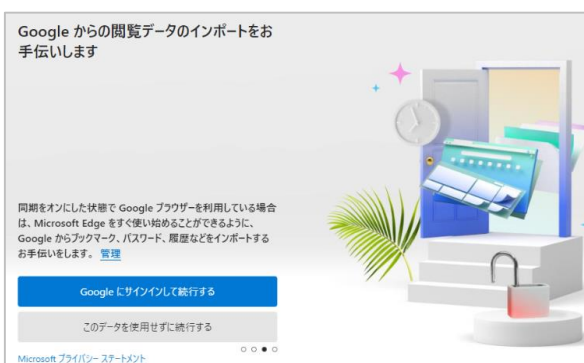 Google からの閲覧データのインポートをお
手伝いします
同期をオンにした状態で Google ブラウザーを利用している場合
は、Microsoft Edge をすぐ使い始めることができるように、
Google からブックマーク、パスワード、履歴などをインポートする
お手伝いをします。 管理
Google にサインインして続行する
このデータを使用せずに続行する
Microsoft プライバシー ステートメント